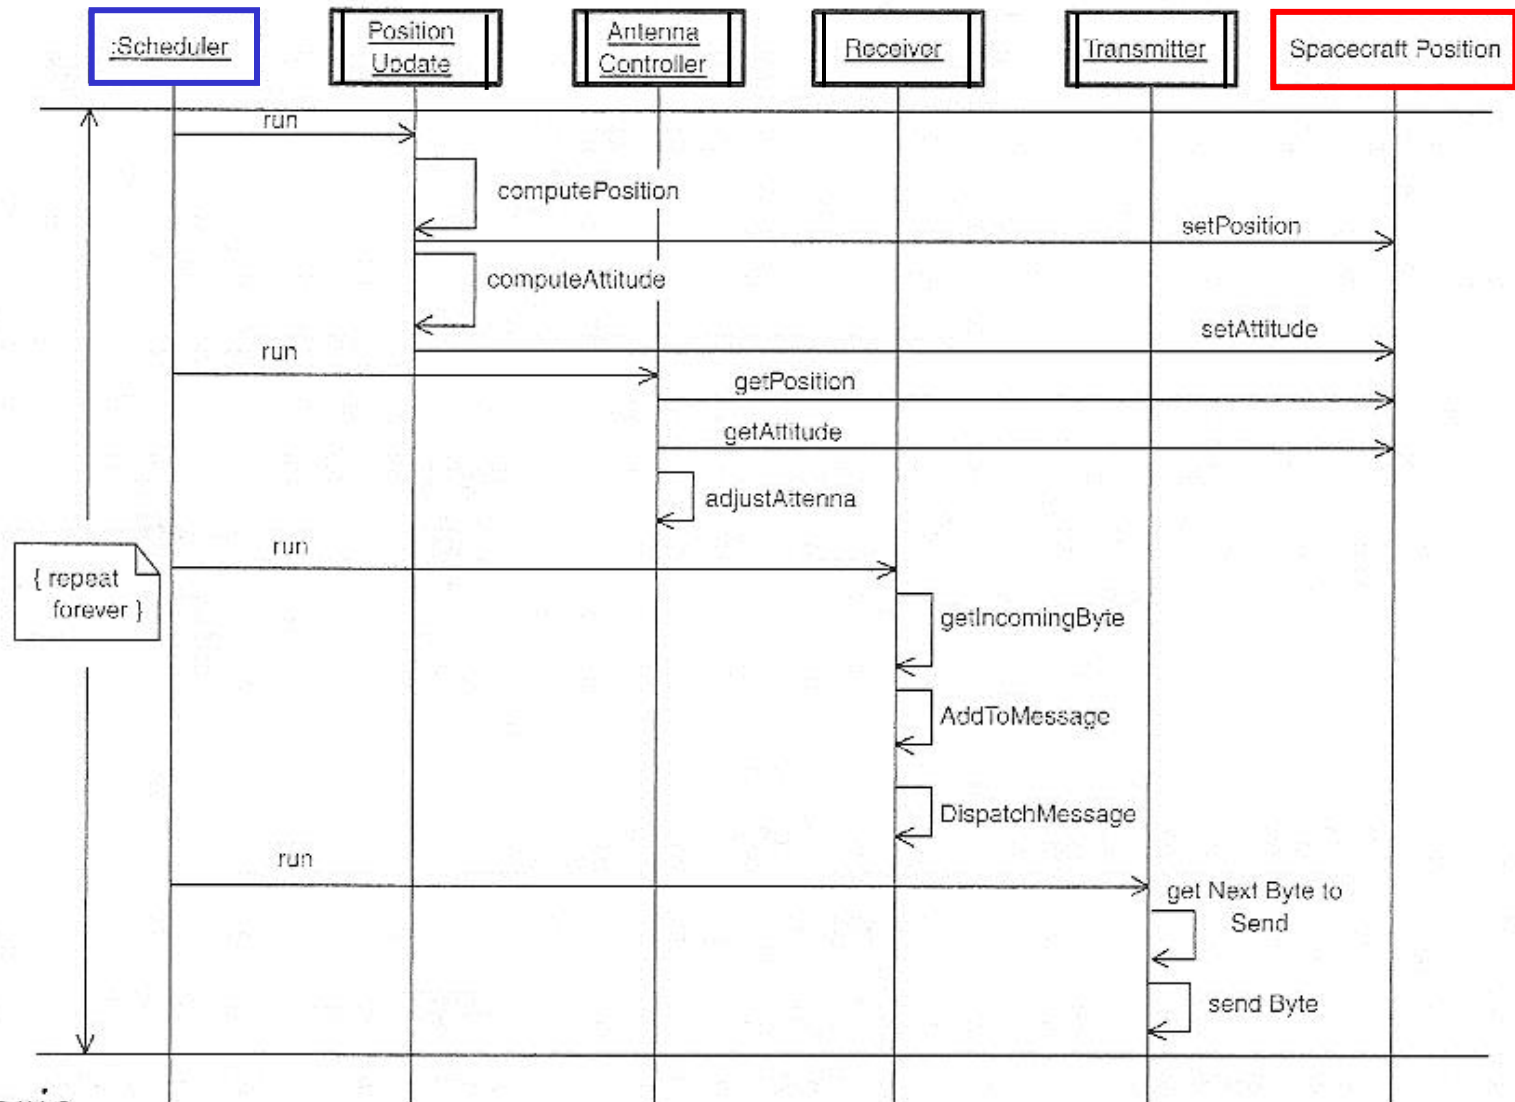 :Scheduler
Position
Update
Antenna
Controller
Receiver
Transmitter
Spacecraft Position
run
computePosition
setPosition
computeAttitude
setAttitude
run
getPosition
getAttitude
adjustAttenna
run
{ repeat
forever }
getIncomingByte
AddToMessage
DispatchMessage
run
get Next Byte to
Send
send Byte